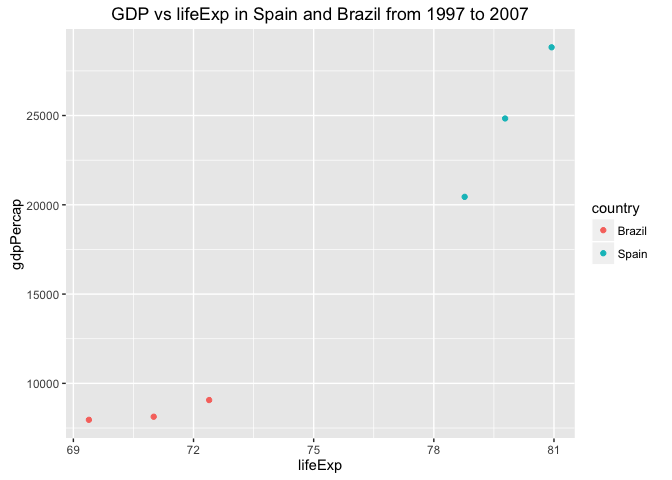 GDP vs lifeExp in Spain and Brazil from 1997 to 2007
gdpPercap
25000
20000
15000
10000
69 72 75 78 81
lifeExp
country
Brazil
Spain